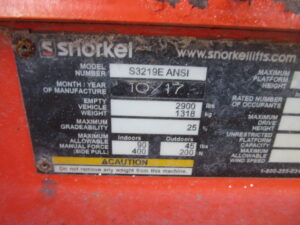 snorkel www.snorkellifts.com
MODEL NUMBER S3219E ANSI
MONTH / YEAR OF MANUFACTURE 10/17
EMPTY VEHICLE WEIGHT 2900 lbs
1318 kg
MAXIMUM GRADEABILITY 25
Indoors Outdoors
MAXIMUM ALLOWABLE MANUAL FORCE (SIDE PULL) 90 45 lbs
400 200 N
CAUTION
Do not remove any weight from this machine.
MAXIMUM PLATFORM HEIGHT
RATED NUMBER OF OCCUPANTS
MAXIMUM DRIVE HEIGHT
UNRESTRICTED PLATFORM CAPACITY
MAXIMUM ALLOWABLE WIND SPEED